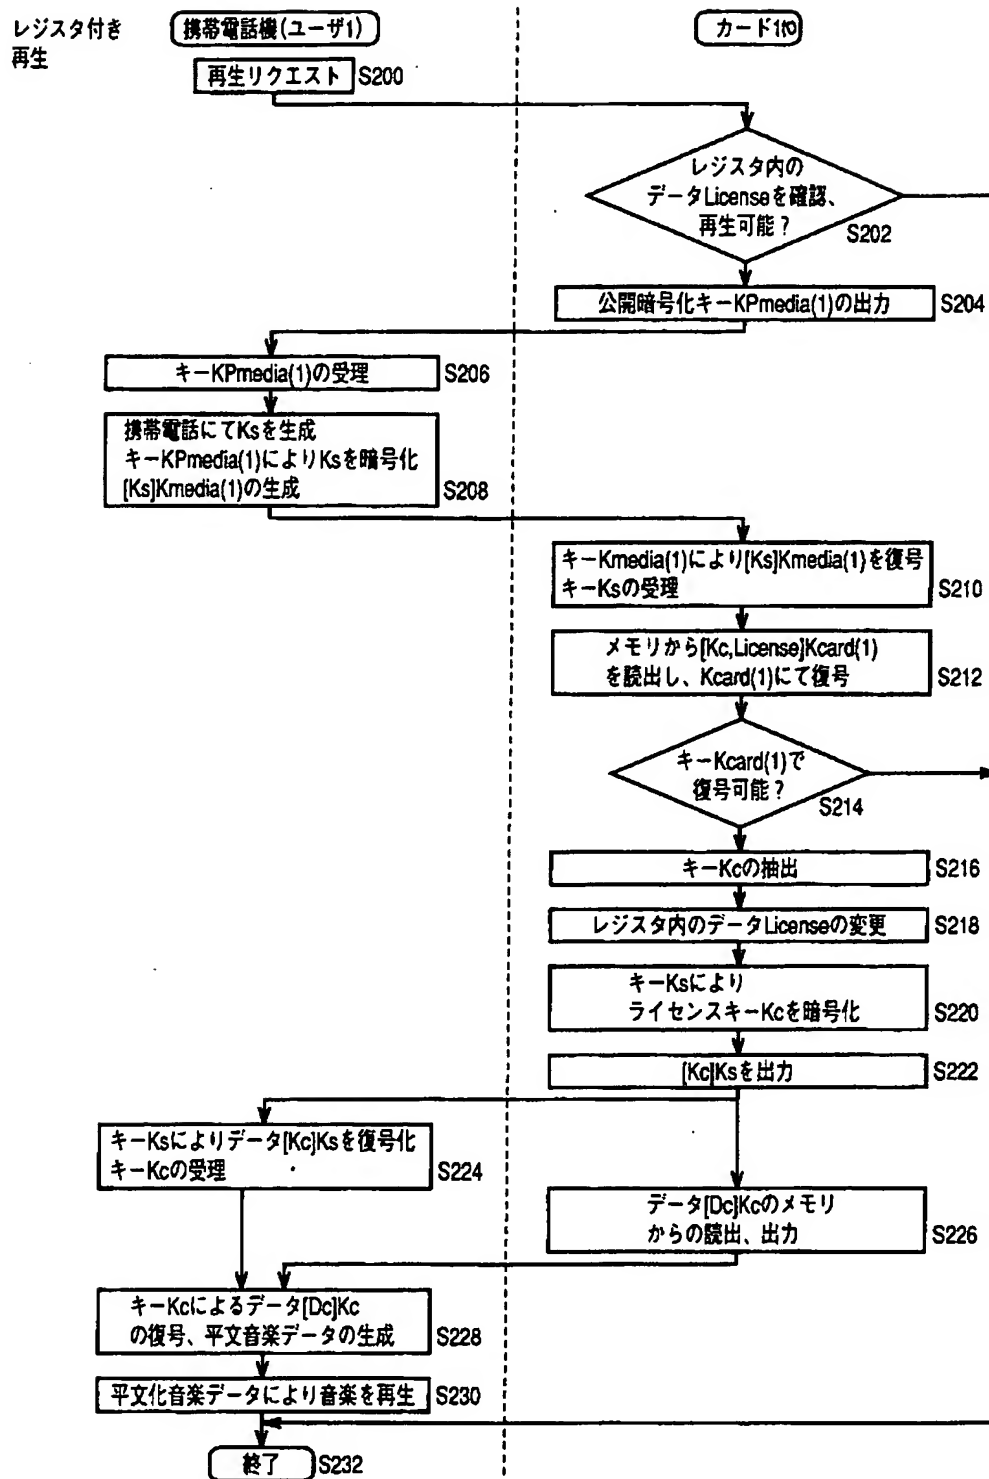 レジスタ付き
再生
携帯電話機(ユーザ1)
カード1
再生リクエスト S200
レジスタ内の
データLicenseを確認、
再生可能?
S202
公開暗号化キーKPmedia(1)の出力 S204
キーKPmedia(1)の受理 S206
携帯電話にてKsを生成
キーKPmedia(1)によりKsを暗号化
[Ks]Kmedia(1)の生成 S208
キーKmedia(1)により[Ks]Kmedia(1)を復号
キーKsの受理 S210
メモリから[Kc,License]Kcard(1)
を読出し、Kcard(1)にて復号 S212
キーKcard(1)で
復号可能?
S214
キーKcの抽出 S216
レジスタ内のデータLicenseの変更 S218
キーKsにより
ライセンスキーKcを暗号化 S220
[Kc]Ksを出力 S222
キーKsによりデータ[Kc]Ksを復号化
キーKcの受理 S224
データ[Dc]Kcのメモリ
からの読出、出力 S226
キーKcによるデータ[Dc]Kc
の復号、平文音楽データの生成 S228
平文化音楽データにより音楽を再生 S230
終了 S232